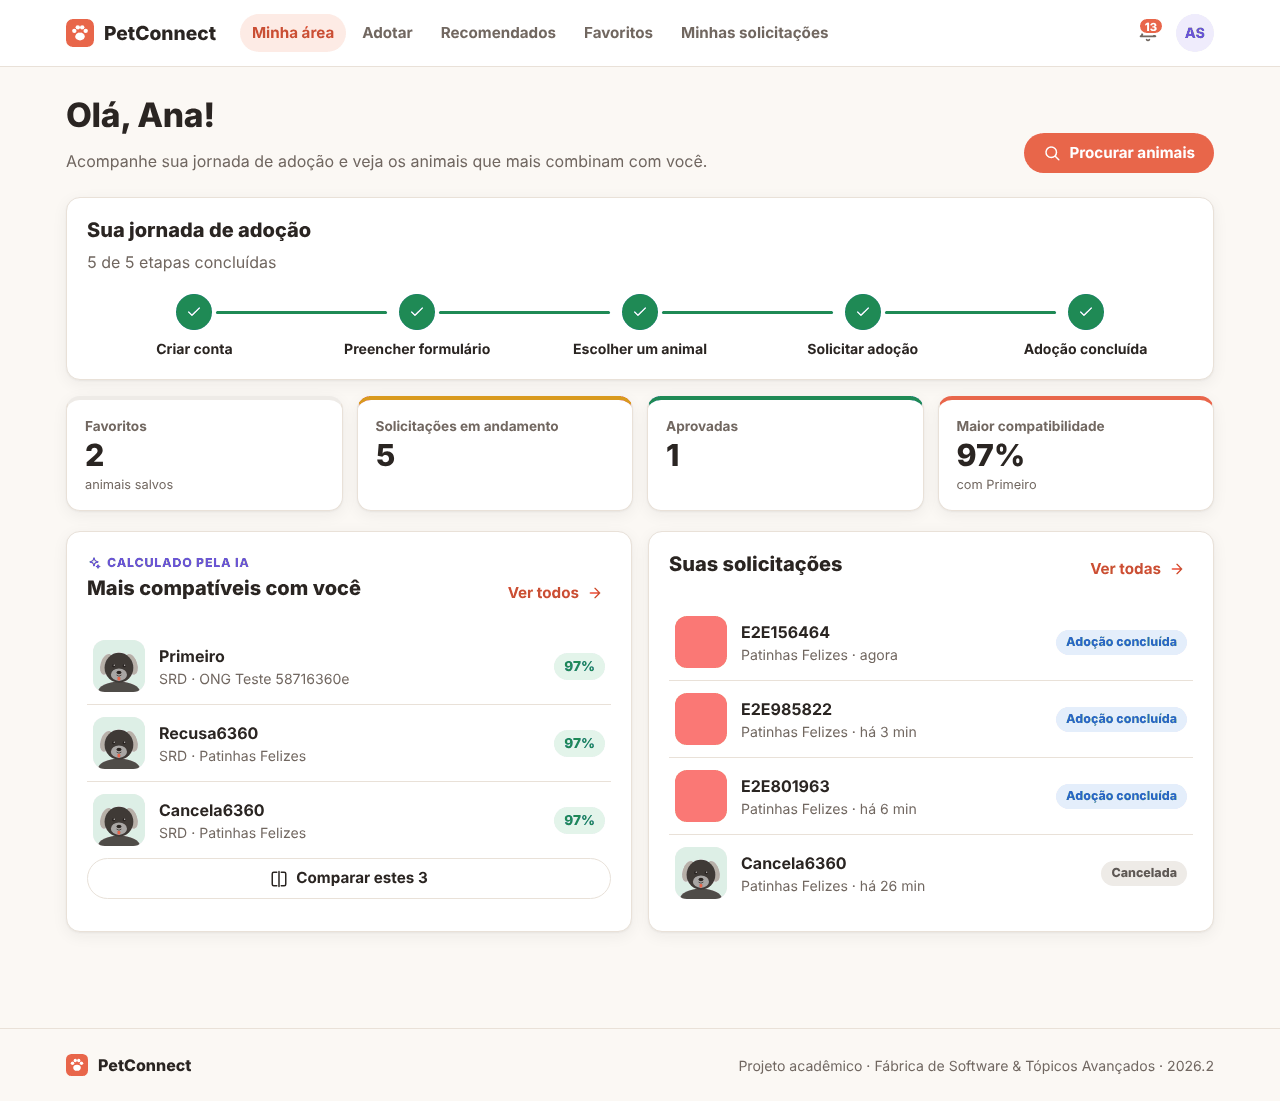 PetConnect
Minha área
Adotar
Recomendados
Favoritos
Minhas solicitações
13
AS
Olá, Ana!
Acompanhe sua jornada de adoção e veja os animais que mais combinam com você.
Procurar animais
Sua jornada de adoção
5 de 5 etapas concluídas
Criar conta
Preencher formulário
Escolher um animal
Solicitar adoção
Adoção concluída
Favoritos
2
animais salvos
Solicitações em andamento
5
Aprovadas
1
Maior compatibilidade
97%
com Primeiro
CALCULADO PELA IA
Mais compatíveis com você
Ver todos
Primeiro
SRD · ONG Teste 58716360e
97%
Recusa6360
SRD · Patinhas Felizes
97%
Cancela6360
SRD · Patinhas Felizes
97%
Comparar estes 3
Suas solicitações
Ver todas
E2E156464
Patinhas Felizes · agora
Adoção concluída
E2E985822
Patinhas Felizes · há 3 min
Adoção concluída
E2E801963
Patinhas Felizes · há 6 min
Adoção concluída
Cancela6360
Patinhas Felizes · há 26 min
Cancelada
PetConnect
Projeto acadêmico · Fábrica de Software & Tópicos Avançados · 2026.2